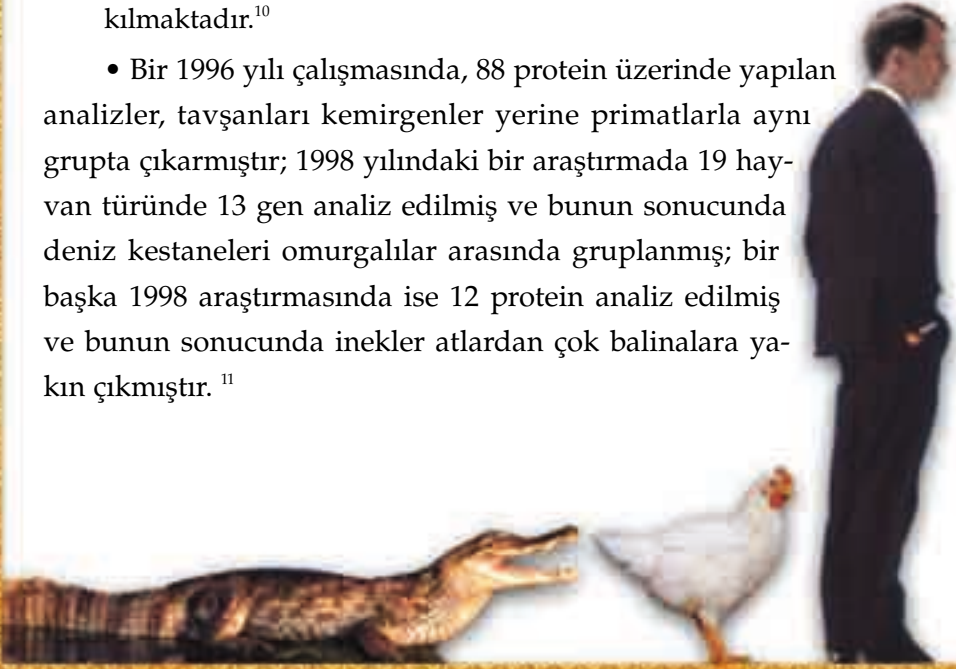 kılmaktadır.10
• Bir 1996 yılı çalışmasında, 88 protein üzerinde yapılan
analizler, tavşanları kemirgenler yerine primatlarla aynı
grupta çıkarmıştır; 1998 yılındaki bir araştırmada 19 hay-
van türünde 13 gen analiz edilmiş ve bunun sonucunda
deniz kestaneleri omurgalılar arasında gruplanmış; bir
başka 1998 araştırmasında ise 12 protein analiz edilmiş
ve bunun sonucunda inekler atlardan çok balinalara ya-
kın çıkmıştır. 11